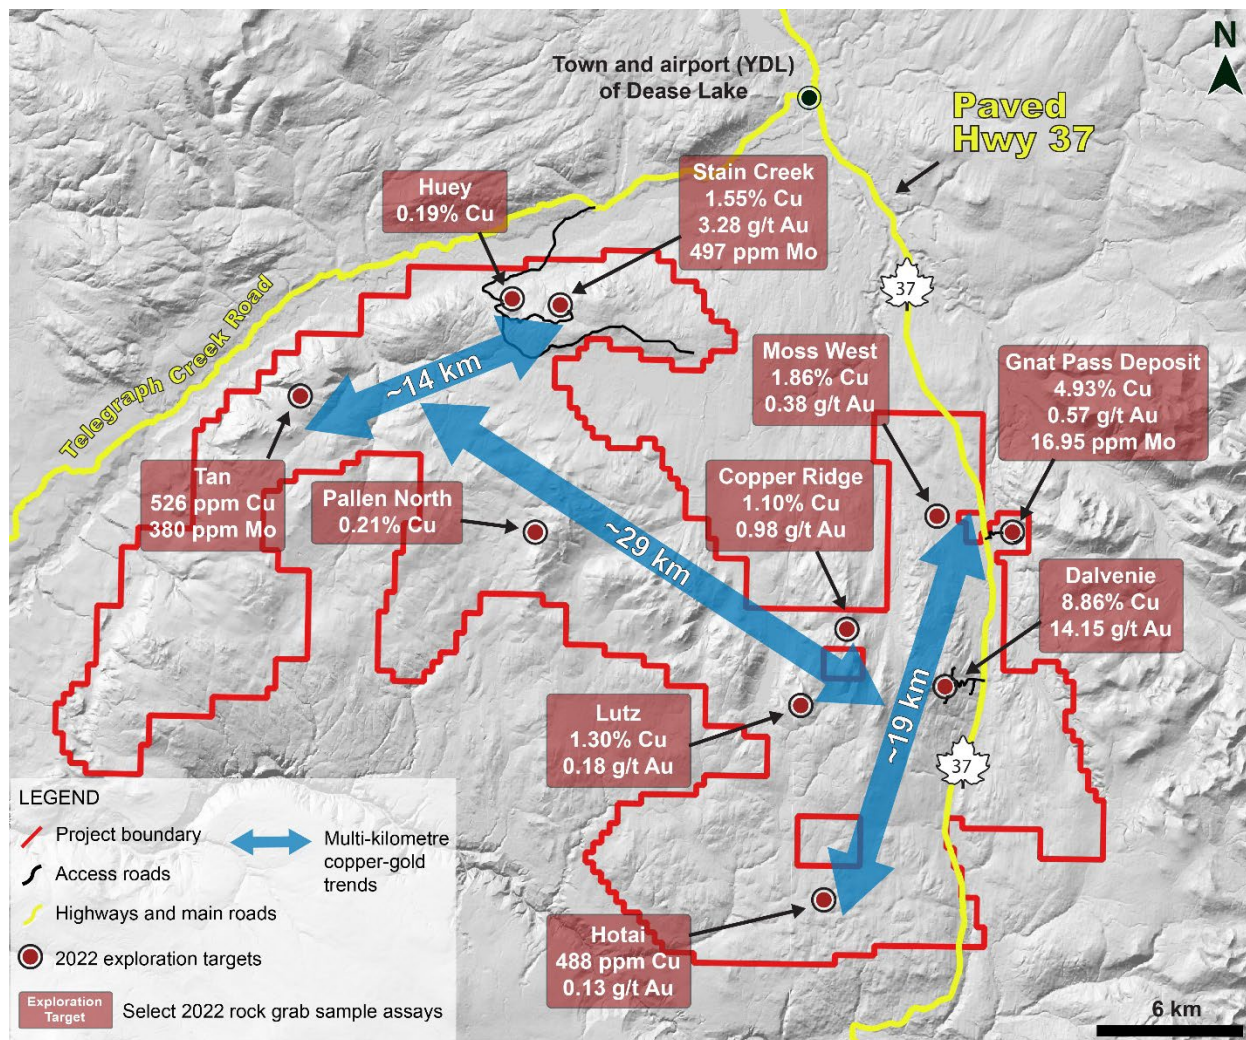 Town and airport (YDL)
of Dease Lake
N
Paved
Hwy 37
Huey
0.19% Cu
Stain Creek
1.55% Cu
3.28 g/t Au
497 ppm Mo
37
Telegraph Creek Road
~14 km
Moss West
1.86% Cu
0.38 g/t Au
Gnat Pass Deposit
4.93% Cu
0.57 g/t Au
16.95 ppm Mo
Tan
526 ppm Cu
380 ppm Mo
Pallen North
0.21% Cu
Copper Ridge
1.10% Cu
0.98 g/t Au
~29 km
Dalvenie
8.86% Cu
14.15 g/t Au
~19 km
Lutz
1.30% Cu
0.18 g/t Au
37
Hotai
488 ppm Cu
0.13 g/t Au
LEGEND
Project boundary
Access roads
Highways and main roads
2022 exploration targets
Exploration
Target
Select 2022 rock grab sample assays
Multi-kilometre
copper-gold
trends
6 km